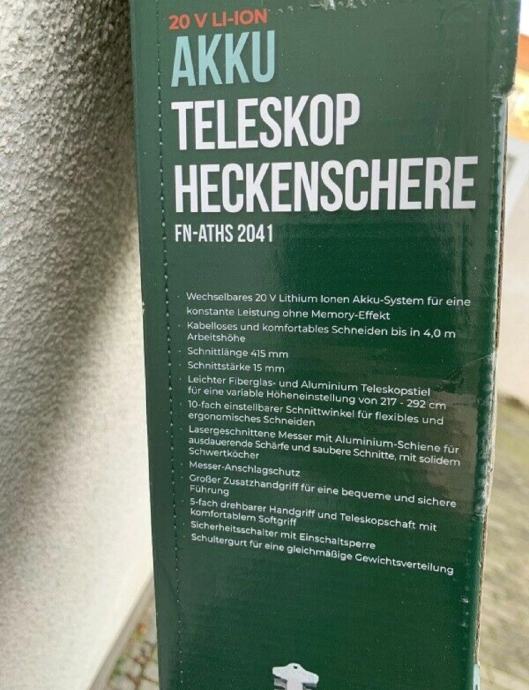 20 V LI-ION
AKKU
TELESKOP
HECKENSCHERE
FN-ATHS 2041
Wechselbares 20 V Lithium Ionen Akku-System für eine
konstante Leistung ohne Memory-Effekt
Kabelloses und komfortables Schneiden bis in 4,0 m
Arbeitshöhe
Schnittlänge 415 mm
Schnittstärke 15 mm
Leichter Fiberglas- und Aluminium Teleskopstiel
für eine variable Höheneinstellung von 217 - 292 cm
10-fach einstellbarer Schnittwinkel für flexibles und
ergonomisches Schneiden
Lasergeschnittene Messer mit Aluminium-Schiene für
ausdauerende Schärfe und saubere Schnitte, mit solidem
Schwertköcher
Messer-Anschlagschutz
Großer Zusatzhandgriff für eine bequeme und sichere
Führung
5-fach drehbarer Handgriff und Teleskopschaft mit
komfortablem Softgriff
Sicherheitsschalter mit Einschaltsperre
Schultergurt für eine gleichmäßige Gewichtsverteilung